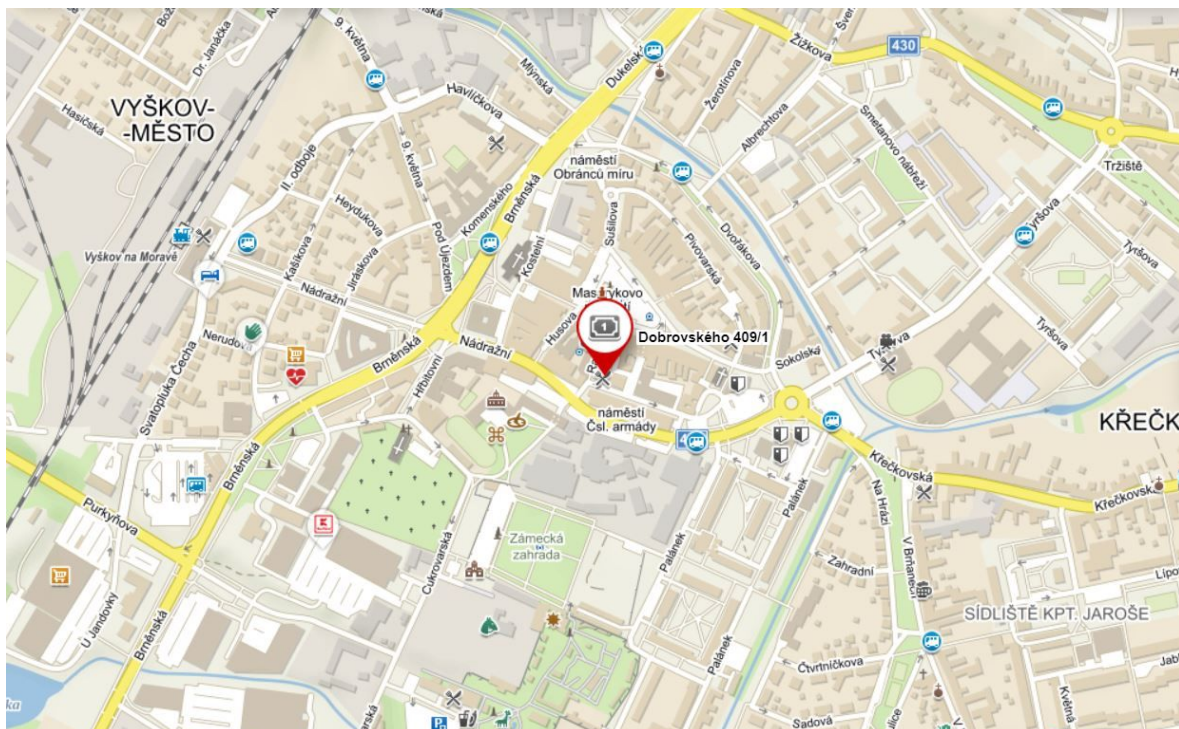 Dr. Janáčka
9. května
Mlýnská
Dukelská
Žižkova
430
Žerotínova
VYŠKOV-
-MĚSTO
Hasičská
Havlíčkova
Albrechtova
Smetanovo nábřeží
II. odboje
9. května
náměstí
Obránců míru
Tržiště
Heydukova
Komenského
Brněnská
Sušilova
Tyršova
Kašíkova
Pod Újezdem
Kostelní
Pivovarská
Dvořákova
Tyršova
Vyškov na Moravě
Jiráskova
Nádražní
Masarykovo
1
Husova
Dobrovského 409/1
Tyršova
Nerudova
Brněnská
Nádražní
Sokolská
Svatopluka Čecha
Hřbitovní
náměstí
Čsl. armády
KŘEČK
Brněnská
Křečkovská
Křečkovská
Palánek
Na Hrázi
Purkyňova
Zámecká
zahrada
Cukrovarská
Palánek
Zahradní
V Brňanech
Lipov
SÍDLIŠTĚ KPT. JAROŠE
U Jandovky
Brněnská
Palánek
Čtvrtníčkova
Květná
Sadová